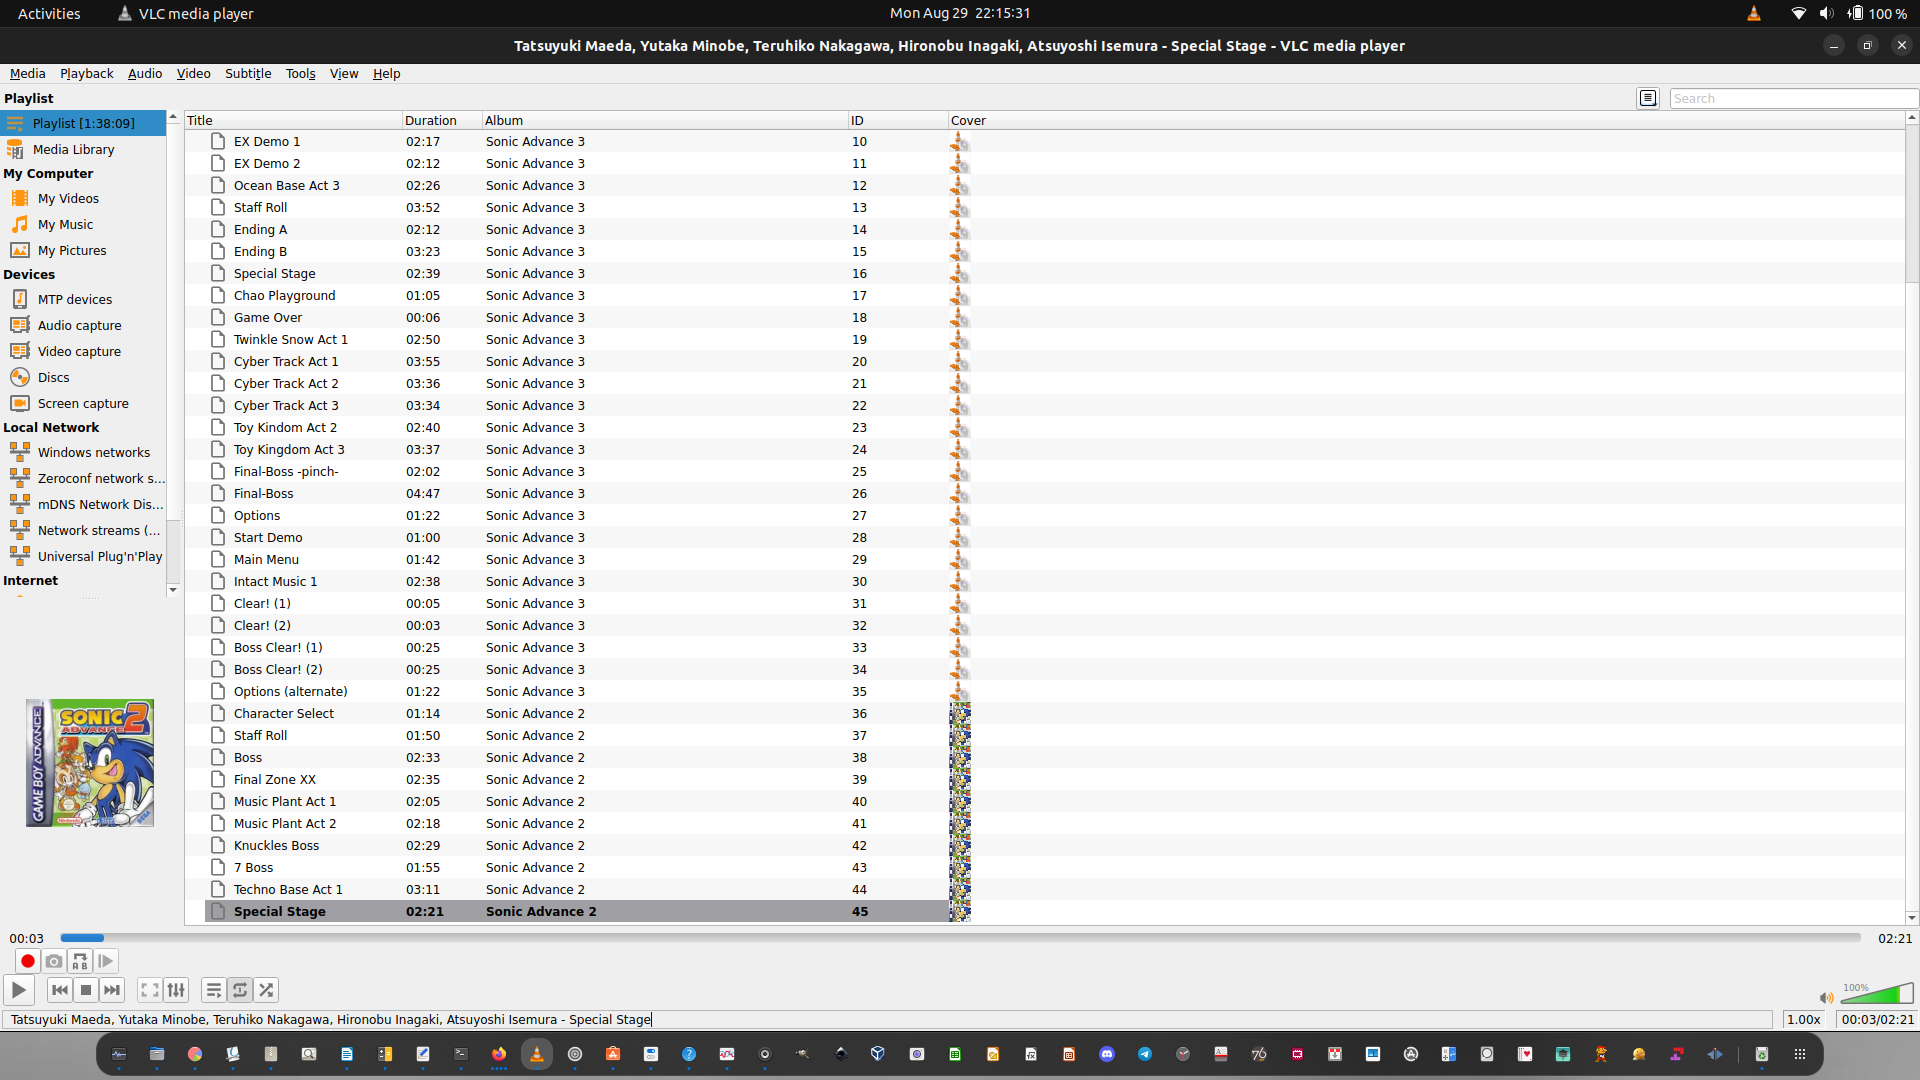 Activities VLC media player Mon Aug 29 22:15:31 100 %
Tatsuyuki Maeda, Yutaka Minobe, Teruhiko Nakagawa, Hironobu Inagaki, Atsuyoshi Isemura - Special Stage - VLC media player
Media Playback Audio Video Subtitle Tools View Help
Playlist
Search
Playlist [1:38:09]
Media Library
My Computer
My Videos
My Music
My Pictures
Devices
MTP devices
Audio capture
Video capture
Discs
Screen capture
Local Network
Windows networks
Zeroconf network s...
mDNS Network Dis...
Network streams (...
Universal Plug'n'Play
Internet
Title Duration Album ID Cover
EX Demo 1 02:17 Sonic Advance 3 10
EX Demo 2 02:12 Sonic Advance 3 11
Ocean Base Act 3 02:26 Sonic Advance 3 12
Staff Roll 03:52 Sonic Advance 3 13
Ending A 02:12 Sonic Advance 3 14
Ending B 03:23 Sonic Advance 3 15
Special Stage 02:39 Sonic Advance 3 16
Chao Playground 01:05 Sonic Advance 3 17
Game Over 00:06 Sonic Advance 3 18
Twinkle Snow Act 1 02:50 Sonic Advance 3 19
Cyber Track Act 1 03:55 Sonic Advance 3 20
Cyber Track Act 2 03:36 Sonic Advance 3 21
Cyber Track Act 3 03:34 Sonic Advance 3 22
Toy Kindom Act 2 02:40 Sonic Advance 3 23
Toy Kingdom Act 3 03:37 Sonic Advance 3 24
Final-Boss -pinch- 02:02 Sonic Advance 3 25
Final-Boss 04:47 Sonic Advance 3 26
Options 01:22 Sonic Advance 3 27
Start Demo 01:00 Sonic Advance 3 28
Main Menu 01:42 Sonic Advance 3 29
Intact Music 1 02:38 Sonic Advance 3 30
Clear! (1) 00:05 Sonic Advance 3 31
Clear! (2) 00:03 Sonic Advance 3 32
Boss Clear! (1) 00:25 Sonic Advance 3 33
Boss Clear! (2) 00:25 Sonic Advance 3 34
Options (alternate) 01:22 Sonic Advance 3 35
Character Select 01:14 Sonic Advance 2 36
Staff Roll 01:50 Sonic Advance 2 37
Boss 02:33 Sonic Advance 2 38
Final Zone XX 02:35 Sonic Advance 2 39
Music Plant Act 1 02:05 Sonic Advance 2 40
Music Plant Act 2 02:18 Sonic Advance 2 41
Knuckles Boss 02:29 Sonic Advance 2 42
7 Boss 01:55 Sonic Advance 2 43
Techno Base Act 1 03:11 Sonic Advance 2 44
Special Stage 02:21 Sonic Advance 2 45
GAME BOY ADVANCE
SONIC 2
ADVANCE
Nintendo
SEGA
00:03 02:21
A B
100%
Tatsuyuki Maeda, Yutaka Minobe, Teruhiko Nakagawa, Hironobu Inagaki, Atsuyoshi Isemura - Special Stage 1.00x 00:03/02:21